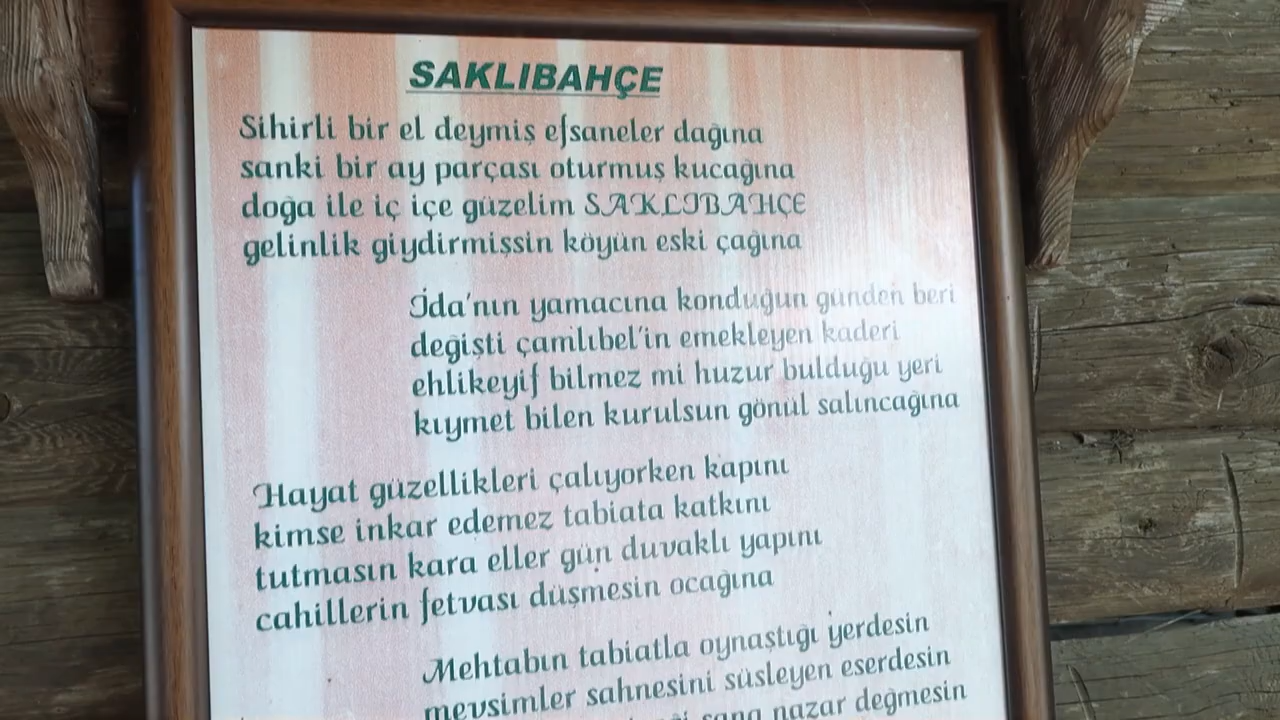 SAKLIBAHÇE
Sihirli bir el deymiş efsaneler dağına
sanki bir ay parçası oturmuş kucağına
doğa ile iç içe güzelim SAKLIBAHÇE
gelinlik giydirmişsin köyün eski çağına
İda'nın yamacına konduğun günden beri
değişti çamlıbel'in emekleyen kaderi
ehlikeyif bilmez mi huzur bulduğu yeri
kıymet bilen kurulsun gönül salıncağına
Hayat güzellikleri çalıyorken kapını
kimse inkar edemez tabiata katkını
tutmasın kara eller gün duvaklı yapını
cahillerin fetvası düşmesin ocağına
Mehtabın tabiatla oynaştığı yerdesin
mevsimler sahnesini süsleyen eserdesin
sana nazar değmesin